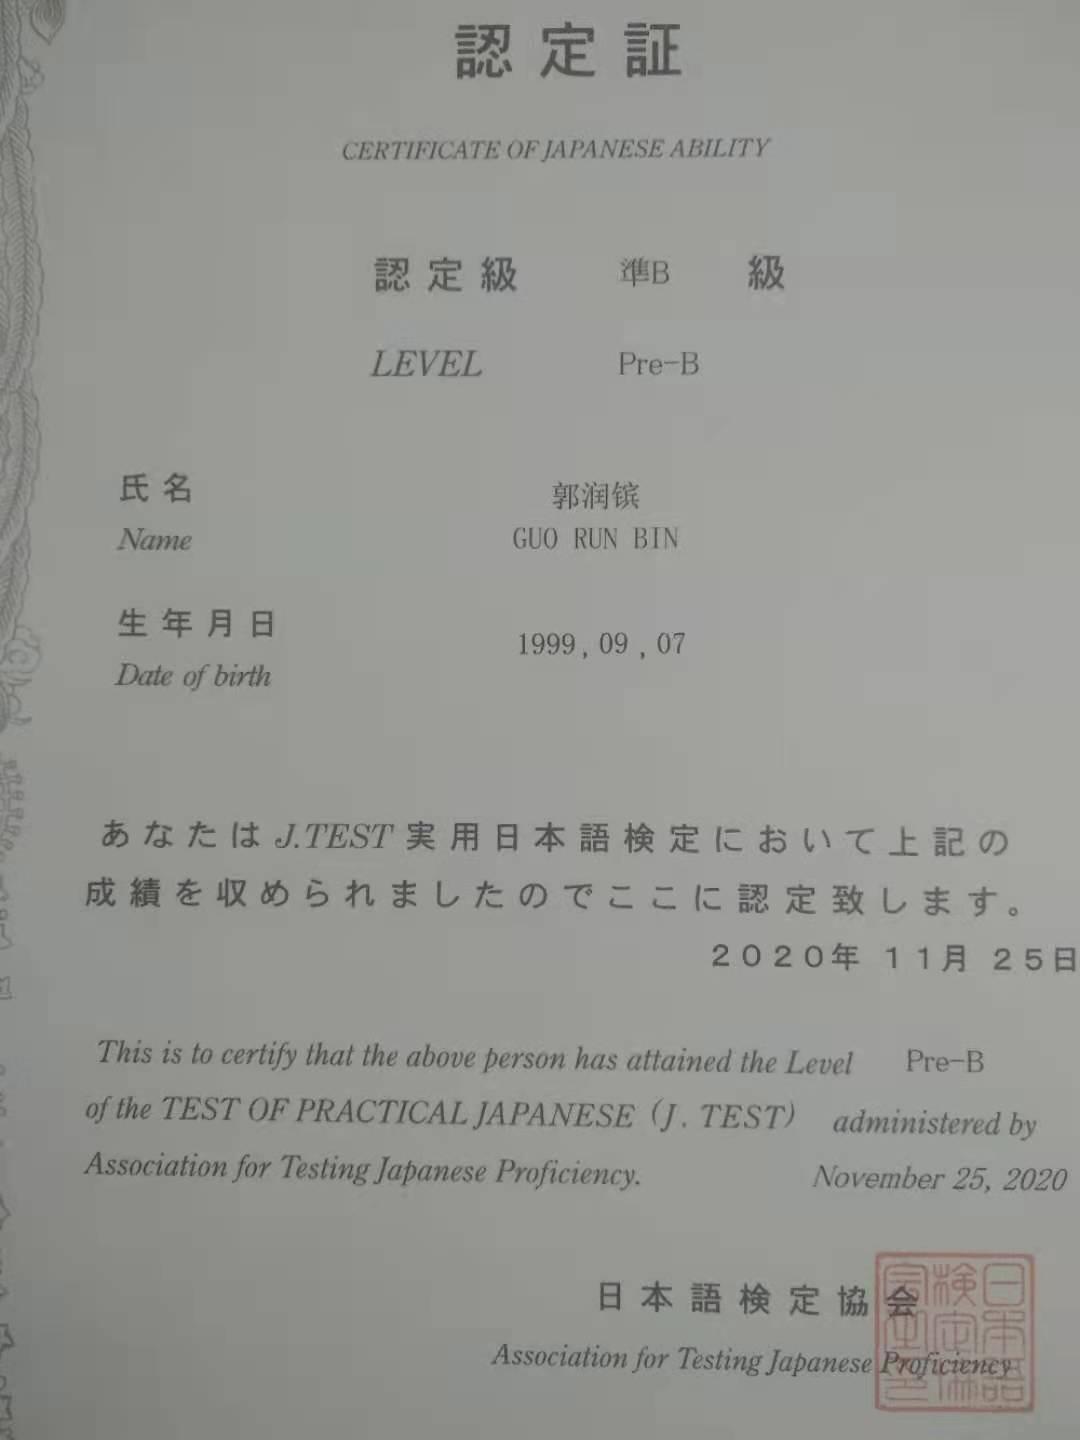 認定証
CERTIFICATE OF JAPANESE ABILITY
認定級 準B 級
LEVEL Pre-B
氏名 郭润镔
Name GUO RUN BIN
生年月日 1999,09,07
Date of birth
あなたはJ.TEST実用日本語検定において上記の
成績を収められましたのでここに認定致します。
2020年 11月 25日
This is to certify that the above person has attained the Level Pre-B
of the TEST OF PRACTICAL JAPANESE (J. TEST) administered by
Association for Testing Japanese Proficiency. November 25, 2020
日本語検定協会
Association for Testing Japanese Proficiency
日本語
検定協